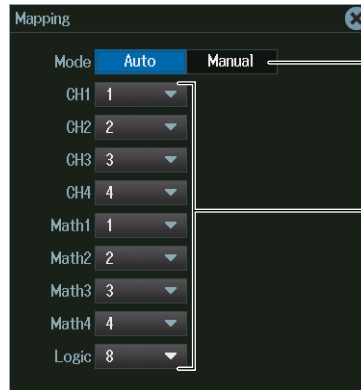 Mapping
Mode Auto Manual
CH1 1
CH2 2
CH3 3
CH4 4
Math1 1
Math2 2
Math3 3
Math4 4
Logic 8